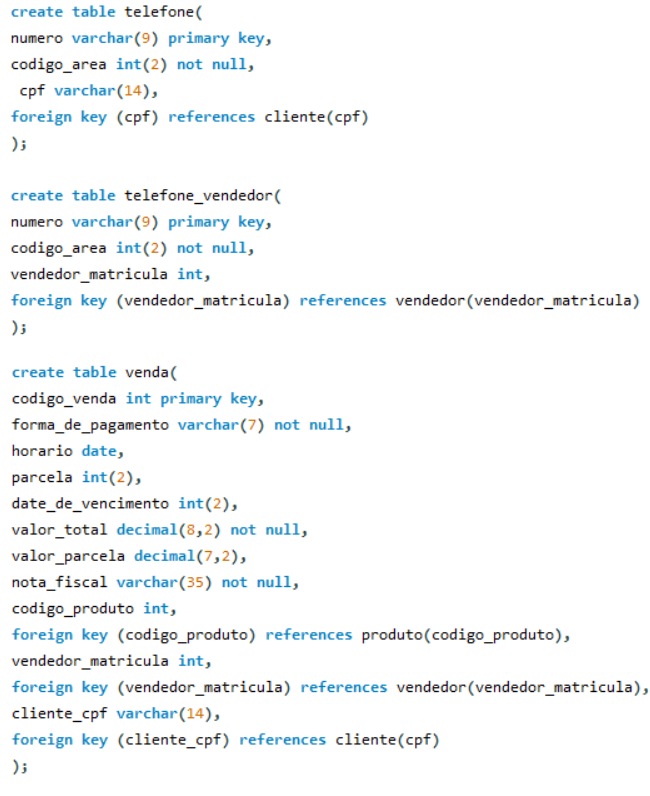 create table telefone(
numero varchar(9) primary key,
codigo_area int(2) not null,
cpf varchar(14),
foreign key (cpf) references cliente(cpf)
);
create table telefone_vendedor(
numero varchar(9) primary key,
codigo_area int(2) not null,
vendedor_matricula int,
foreign key (vendedor_matricula) references vendedor(vendedor_matricula)
);
create table venda(
codigo_venda int primary key,
forma_de_pagamento varchar(7) not null,
horario date,
parcela int(2),
date_de_vencimento int(2),
valor_total decimal(8,2) not null,
valor_parcela decimal(7,2),
nota_fiscal varchar(35) not null,
codigo_produto int,
foreign key (codigo_produto) references produto(codigo_produto),
vendedor_matricula int,
foreign key (vendedor_matricula) references vendedor(vendedor_matricula),
cliente_cpf varchar(14),
foreign key (cliente_cpf) references cliente(cpf)
);